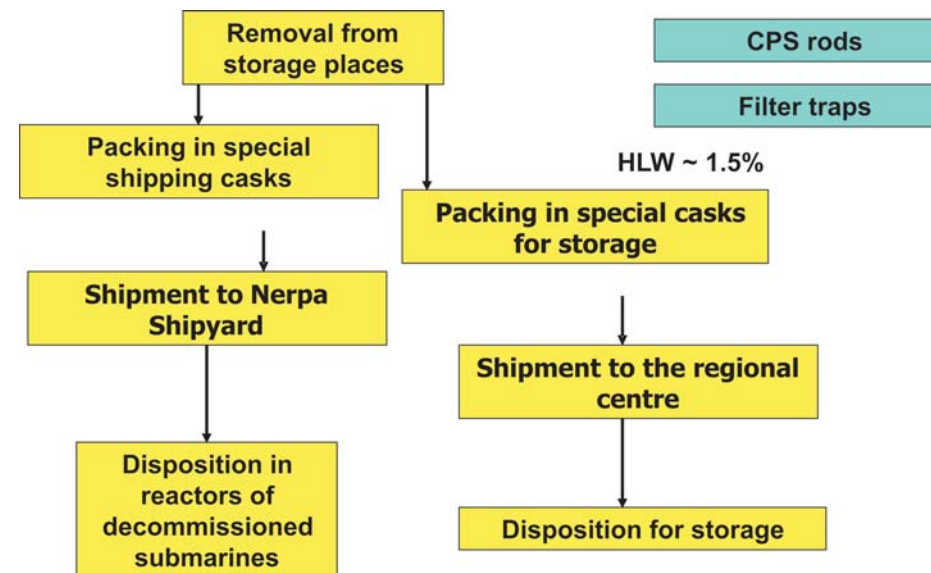 Removal from
storage places
CPS rods
Filter traps
Packing in special
shipping casks
HLW ~ 1.5%
Packing in special casks
for storage
Shipment to Nerpa
Shipyard
Shipment to the regional
centre
Disposition in
reactors of
decommissioned
submarines
Disposition for storage